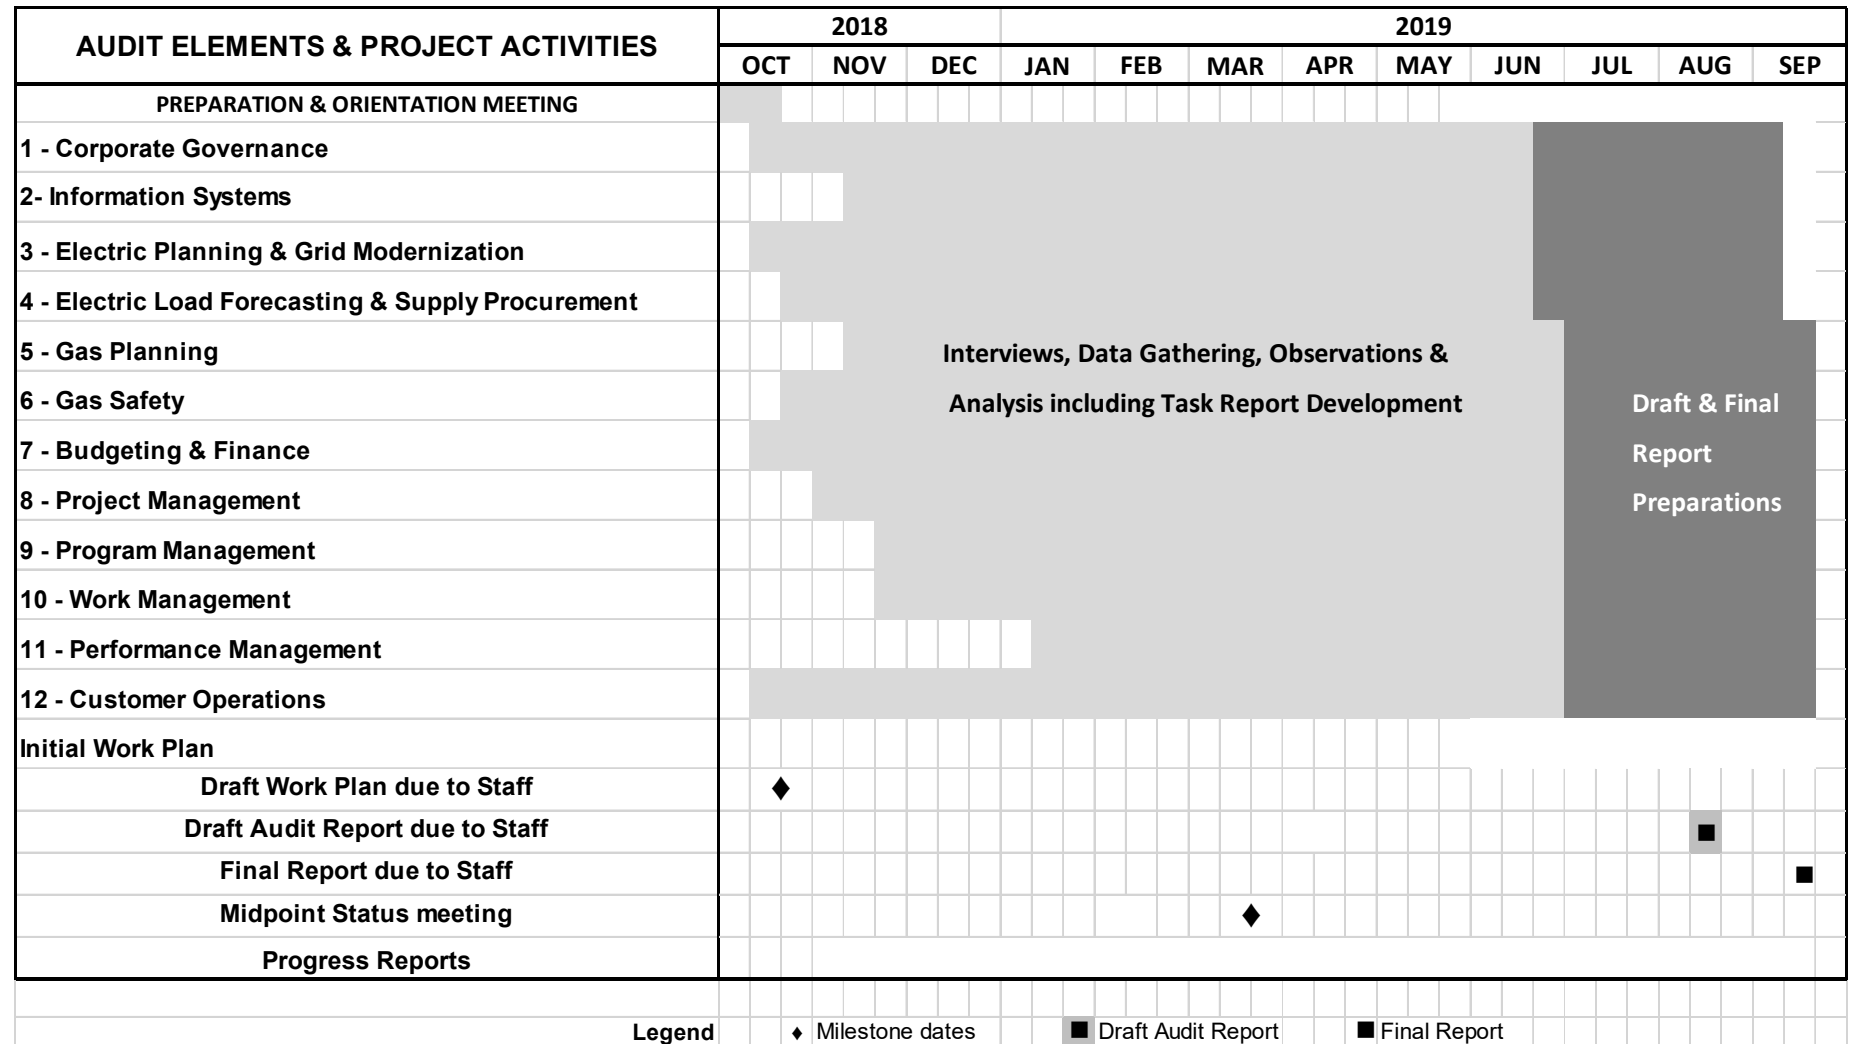 AUDIT ELEMENTS & PROJECT ACTIVITIES
2018 2019
OCT NOV DEC JAN FEB MAR APR MAY JUN JUL AUG SEP
PREPARATION & ORIENTATION MEETING
1 - Corporate Governance
2- Information Systems
3 - Electric Planning & Grid Modernization
4 - Electric Load Forecasting & Supply Procurement
5 - Gas Planning
6 - Gas Safety
7 - Budgeting & Finance
8 - Project Management
9 - Program Management
10 - Work Management
11 - Performance Management
12 - Customer Operations
Interviews, Data Gathering, Observations &
Analysis including Task Report Development
Draft & Final
Report
Preparations
Initial Work Plan
Draft Work Plan due to Staff
Draft Audit Report due to Staff
Final Report due to Staff
Midpoint Status meeting
Progress Reports
Legend ♦ Milestone dates ■ Draft Audit Report ■ Final Report